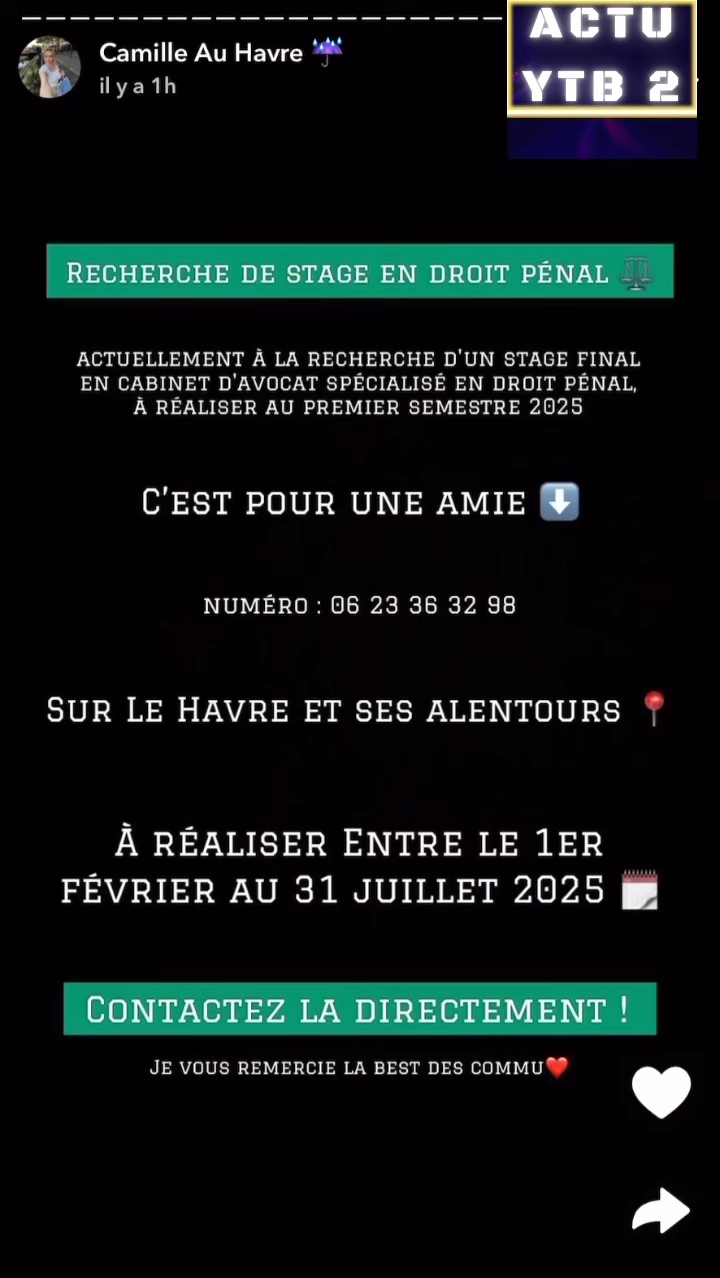 ACTU
YTB 2
Camille Au Havre ☔
il y a 1h
Recherche de stage en droit pénal ⚖️
actuellement à la recherche d'un stage final
en cabinet d'avocat spécialisé en droit pénal,
à réaliser au premier semestre 2025
C'est pour une amie ⬇️
numéro : 06 23 36 32 98
Sur Le Havre et ses alentours 📍
À réaliser Entre le 1er
février au 31 juillet 2025 🗓️
Contactez la directement !
Je vous remercie la best des commu❤️